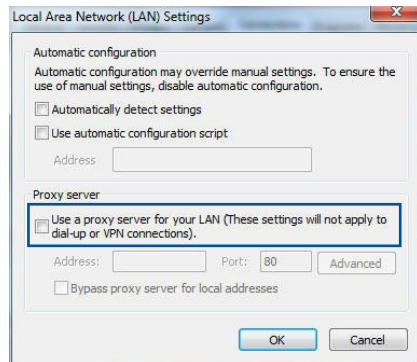 Local Area Network (LAN) Settings
Automatic configuration
Automatic configuration may override manual settings. To ensure the
use of manual settings, disable automatic configuration.
Automatically detect settings
Use automatic configuration script
Address
Proxy server
Use a proxy server for your LAN (These settings will not apply to
dial-up or VPN connections).
Address: Port: 80 Advanced
Bypass proxy server for local addresses
OK Cancel